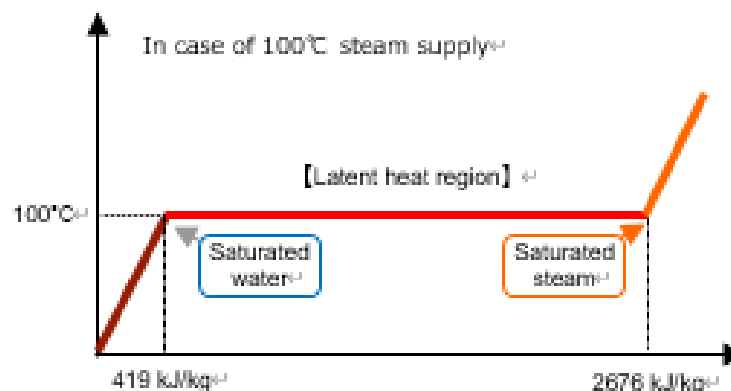 In case of 100℃ steam supply↵
【Latent heat region】↵
100°C↵
Saturated
water↵
Saturated
steam↵
419 kJ/kg↵
2676 kJ/kg↵